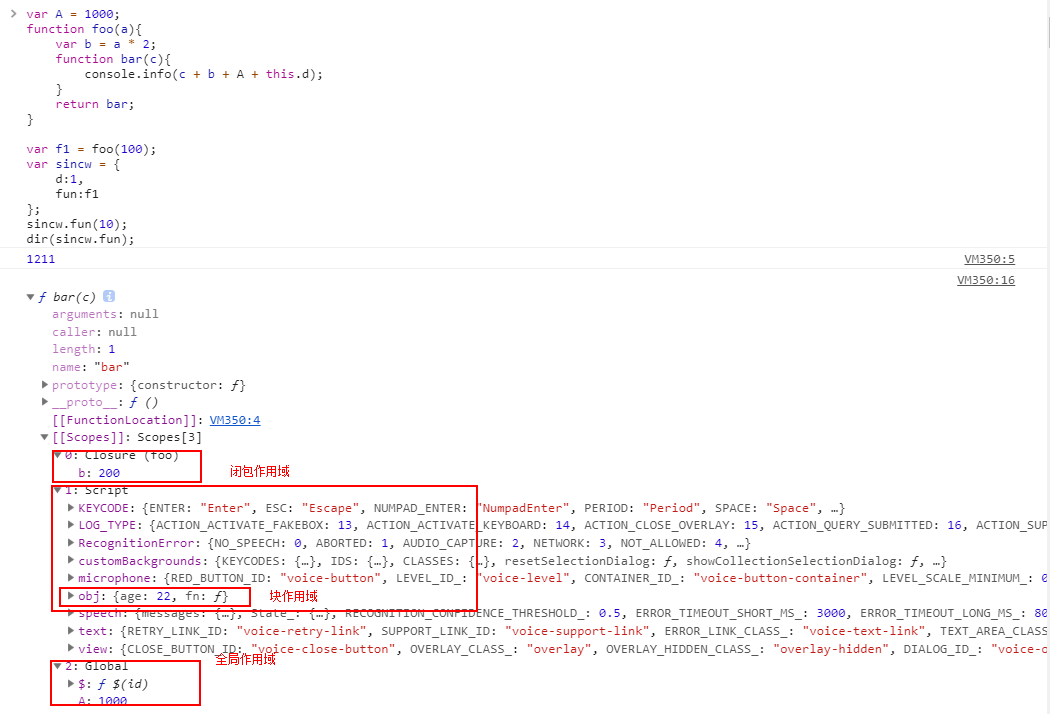 var A = 1000;
function foo(a){
var b = a * 2;
function bar(c){
console.info(c + b + A + this.d);
}
return bar;
}
var f1 = foo(100);
var sincw = {
d:1,
fun:f1
};
sincw.fun(10);
dir(sincw.fun);
1211 VM350:5
VM350:16
ƒ bar(c)
arguments: null
caller: null
length: 1
name: "bar"
prototype: {constructor: ƒ}
__proto__: ƒ ()
[[FunctionLocation]]: VM350:4
[[Scopes]]: Scopes[3]
0: Closure (foo)
b: 200 闭包作用域
1: Script
KEYCODE: {ENTER: "Enter", ESC: "Escape", NUMPAD_ENTER: "NumpadEnter", PERIOD: "Period", SPACE: "Space", …}
LOG_TYPE: {ACTION_ACTIVATE_FAKEBOX: 13, ACTION_ACTIVATE_KEYBOARD: 14, ACTION_CLOSE_OVERLAY: 15, ACTION_QUERY_SUBMITTED: 16, ACTION_SUP
RecognitionError: {NO_SPEECH: 0, ABORTED: 1, AUDIO_CAPTURE: 2, NETWORK: 3, NOT_ALLOWED: 4, …}
customBackgrounds: {KEYCODES: {…}, IDS: {…}, CLASSES: {…}, resetSelectionDialog: ƒ, showCollectionSelectionDialog: ƒ, …}
microphone: {RED_BUTTON_ID: "voice-button", LEVEL_ID_: "voice-level", CONTAINER_ID_: "voice-button-container", LEVEL_SCALE_MINIMUM_: 0
obj: {age: 22, fn: ƒ} 块作用域
speech: {messages: {…}, State_: {…}, RECOGNITION_CONFIDENCE_THRESHOLD_: 0.5, ERROR_TIMEOUT_SHORT_MS_: 3000, ERROR_TIMEOUT_LONG_MS_: 80
text: {RETRY_LINK_ID: "voice-retry-link", SUPPORT_LINK_ID: "voice-support-link", ERROR_LINK_CLASS_: "voice-text-link", TEXT_AREA_CLASS
view: {CLOSE_BUTTON_ID: "voice-close-button", OVERLAY_CLASS_: "overlay", OVERLAY_HIDDEN_CLASS_: "overlay-hidden", DIALOG_ID_: "voice-o
2: Global 全局作用域
$: ƒ $(id)
A: 1000